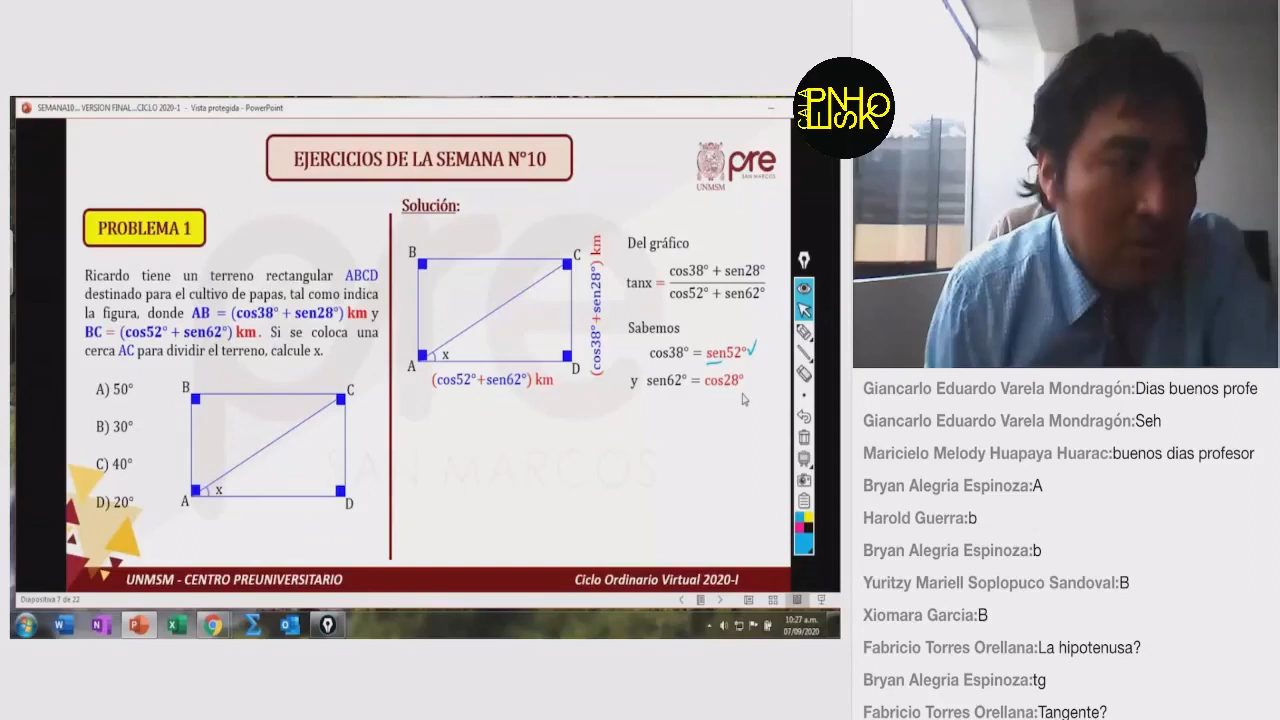 SEMANA10... VERSION FINAL...CICLO 2020-1 - Vista protegida - PowerPoint
EJERCICIOS DE LA SEMANA N°10
UNMSM
pre
SAN MARCOS
PROBLEMA 1
Ricardo tiene un terreno rectangular ABCD
destinado para el cultivo de papas, tal como indica
la figura, donde AB = (cos38° + sen28°) km y
BC = (cos52° + sen62°) km. Si se coloca una
cerca AC para dividir el terreno, calcule x.
A) 50°
B) 30°
C) 40°
D) 20°
B
C
A
x
D
Solución:
B
C
A
x
D
(cos52°+sen62°) km
(cos38°+sen28°) km
Del gráfico
tanx = cos38° + sen28°
cos52° + sen62°
Sabemos
cos38° = sen52°
y sen62° = cos28°
pre
SAN MARCOS
UNMSM - CENTRO PREUNIVERSITARIO
Ciclo Ordinario Virtual 2020-I
Diapositiva 7 de 22
10:27 a.m.
07/09/2020
Giancarlo Eduardo Varela Mondragón:Dias buenos profe
Giancarlo Eduardo Varela Mondragón:Seh
Maricielo Melody Huapaya Huarac:buenos dias profesor
Bryan Alegria Espinoza:A
Harold Guerra:b
Bryan Alegria Espinoza:b
Yuritzy Mariell Soplopuco Sandoval:B
Xiomara Garcia:B
Fabricio Torres Orellana:La hipotenusa?
Bryan Alegria Espinoza:tg
Fabricio Torres Orellana:Tangente?